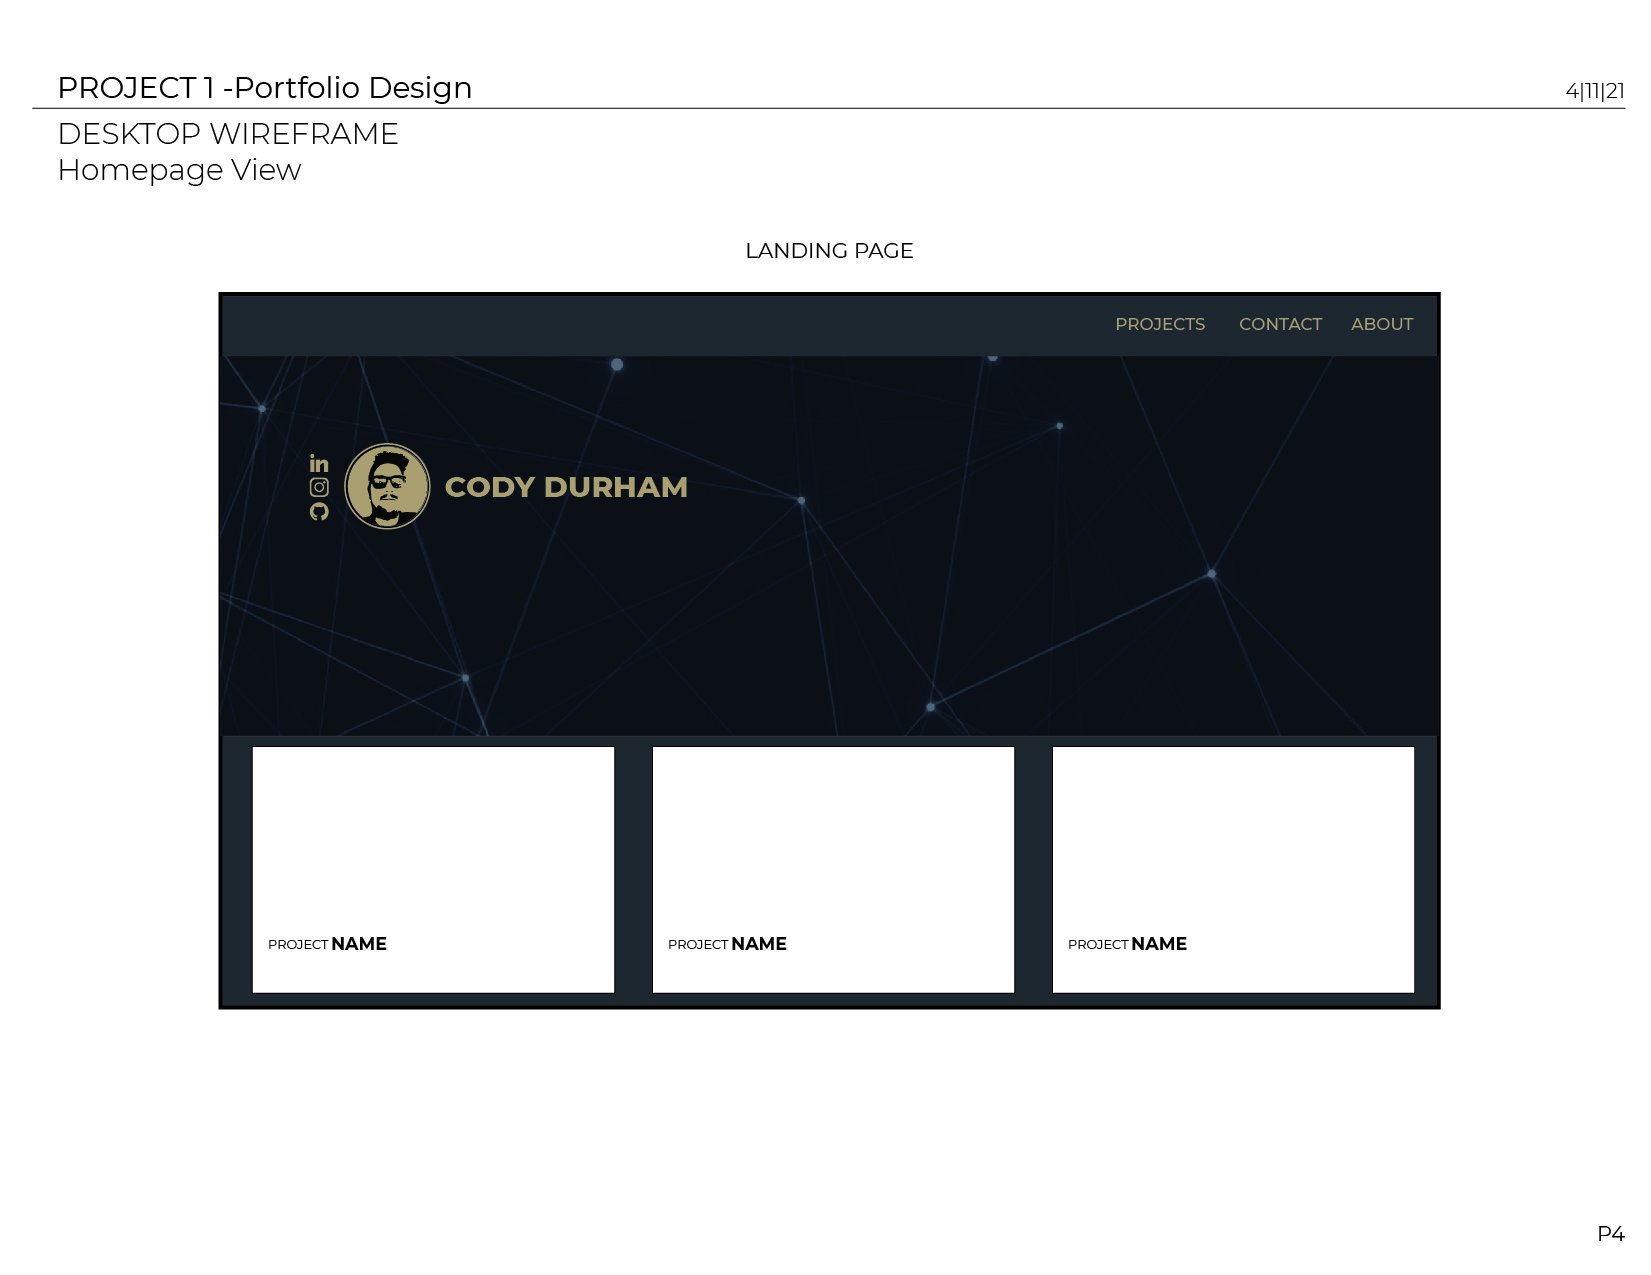 PROJECT 1 -Portfolio Design
4|11|21
DESKTOP WIREFRAME
Homepage View
LANDING PAGE
PROJECTS CONTACT ABOUT
in
CODY DURHAM
PROJECT NAME
PROJECT NAME
PROJECT NAME
P4